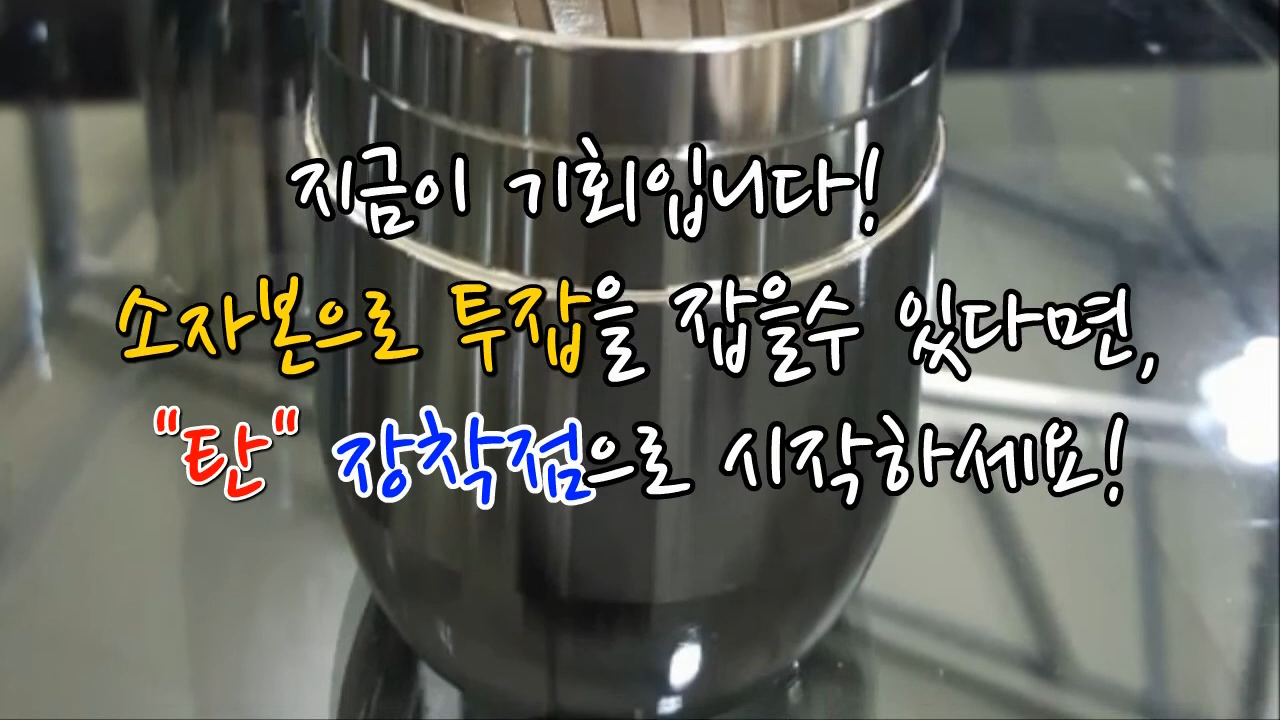 지금이 기회입니다!
소자본으로 투잡을 잡을수 있다면,
"탄" 장착점으로 시작하세요!